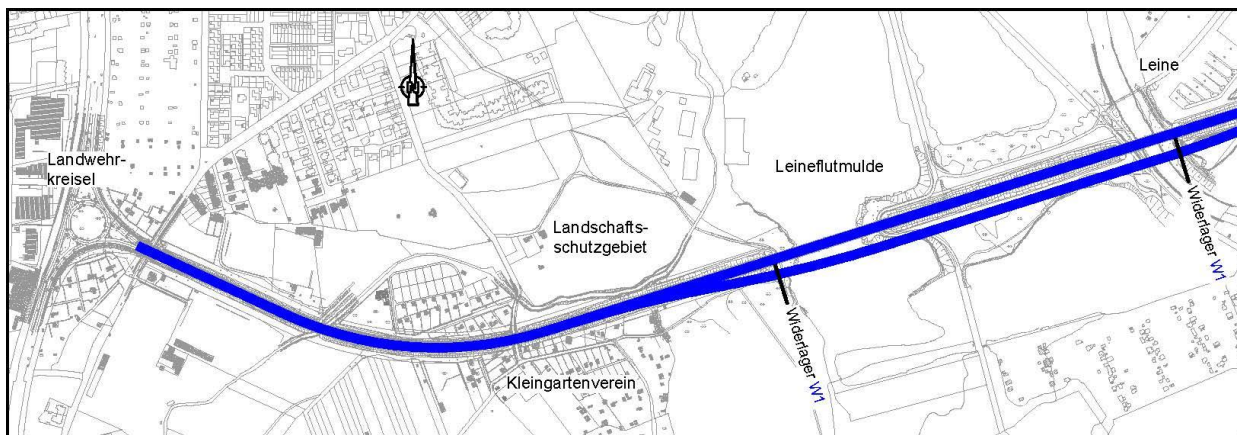 Leine
Landwehr-
kreisel
Leineflutmulde
Landschafts-
schutzgebiet
Widerlager W1
Widerlager W1
Kleingartenverein